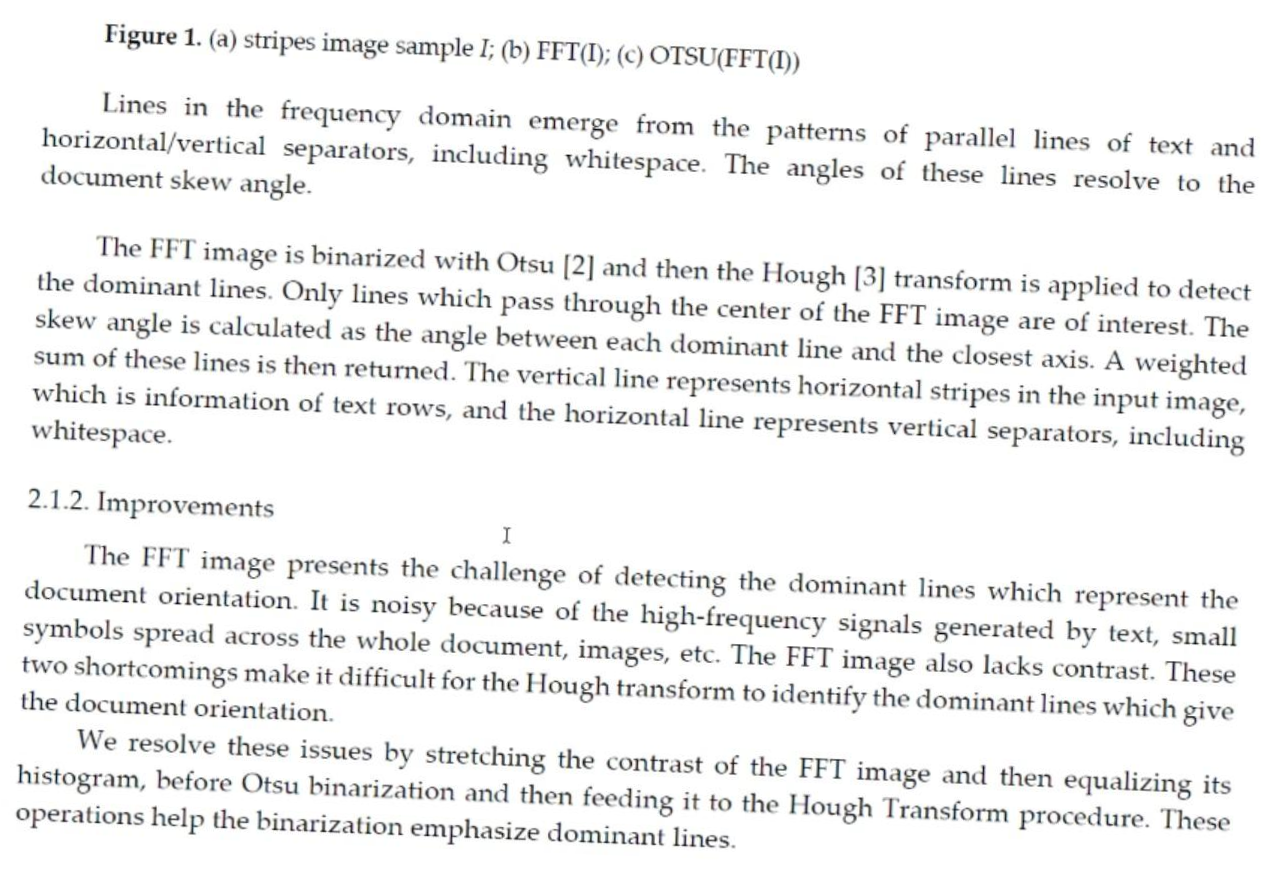 Figure 1. (a) stripes image sample I; (b) FFT(I); (c) OTSU(FFT(I))
Lines in the frequency domain emerge from the patterns of parallel lines of text and
horizontal/vertical separators, including whitespace. The angles of these lines resolve to the
document skew angle.
The FFT image is binarized with Otsu [2] and then the Hough [3] transform is applied to detect
the dominant lines. Only lines which pass through the center of the FFT image are of interest. The
skew angle is calculated as the angle between each dominant line and the closest axis. A weighted
sum of these lines is then returned. The vertical line represents horizontal stripes in the input image,
which is information of text rows, and the horizontal line represents vertical separators, including
whitespace.
2.1.2. Improvements
The FFT image presents the challenge of detecting the dominant lines which represent the
document orientation. It is noisy because of the high-frequency signals generated by text, small
symbols spread across the whole document, images, etc. The FFT image also lacks contrast. These
two shortcomings make it difficult for the Hough transform to identify the dominant lines which give
the document orientation.
We resolve these issues by stretching the contrast of the FFT image and then equalizing its
histogram, before Otsu binarization and then feeding it to the Hough Transform procedure. These
operations help the binarization emphasize dominant lines.